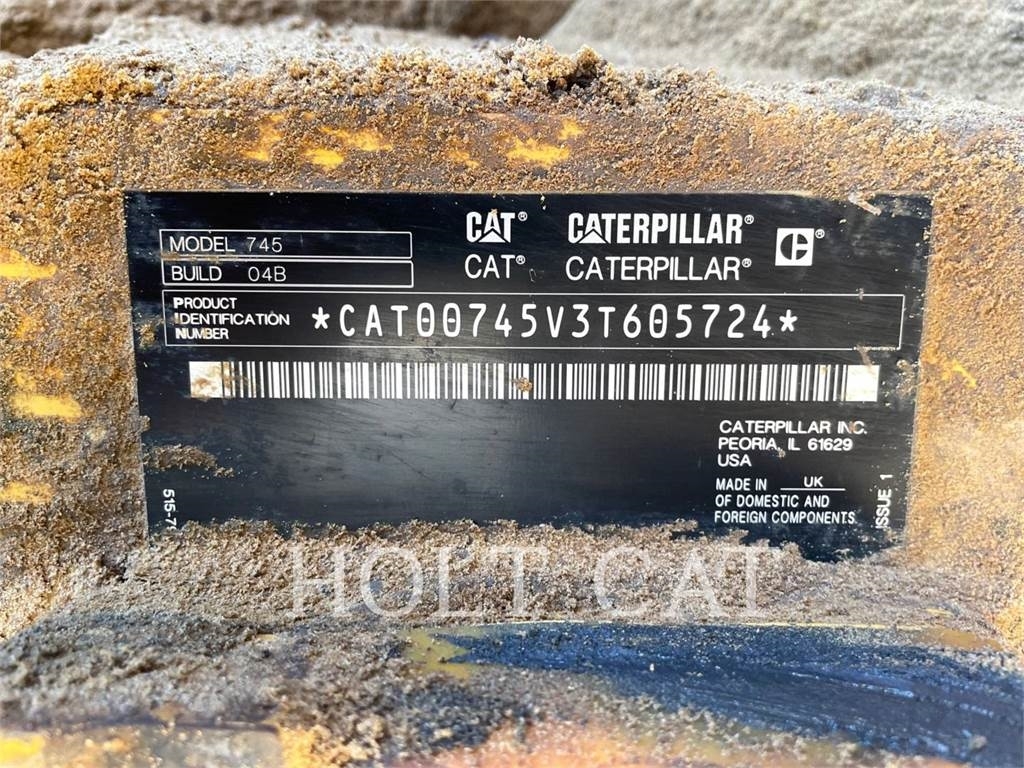 CAT® CATERPILLAR®
CAT® CATERPILLAR®
C®
MODEL 745
BUILD 04B
PRODUCT
IDENTIFICATION
NUMBER
*CAT00745V3T605724*
CATERPILLAR INC.
PEORIA, IL 61629
USA
MADE IN UK
OF DOMESTIC AND
FOREIGN COMPONENTS
ISSUE 1
HOLT CAT